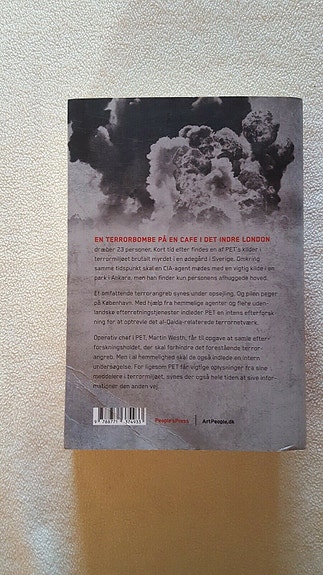 EN TERRORBOMBE PÅ EN CAFE I DET INDRE LONDON
dræber 23 personer. Kort tid efter findes en af PET's kilder i
terrormiljøet brutalt myrdet i en ødegård i Sverige. Omkring
samme tidspunkt skal en CIA-agent mødes med en vigtig kilde i en
park i Ankara, men han finder kun personens afhuggede hoved.
Et omfattende terrorangreb synes under opsejling. Og pilen peger
på København. Med hjælp fra hemmelige agenter og flere uden-
landske efterretningstjenester indleder PET en intens efterforsk-
ning for at optrevle det al-Qaida-relaterede terrornetværk.
Operativ chef i PET, Martin Westh, får til opgave at samle efter-
forskningsholdet, der skal forhindre det forestående terror-
angreb. Men i al hemmelighed skal de også indlede en intern
undersøgelse. For ligesom PET får vigtige oplysninger fra sine
meddelere i terrormiljøet, synes der også hele tiden at sive infor-
mationer den anden vej.
9 788771 374933
People'sPress
ArtPeople.dk